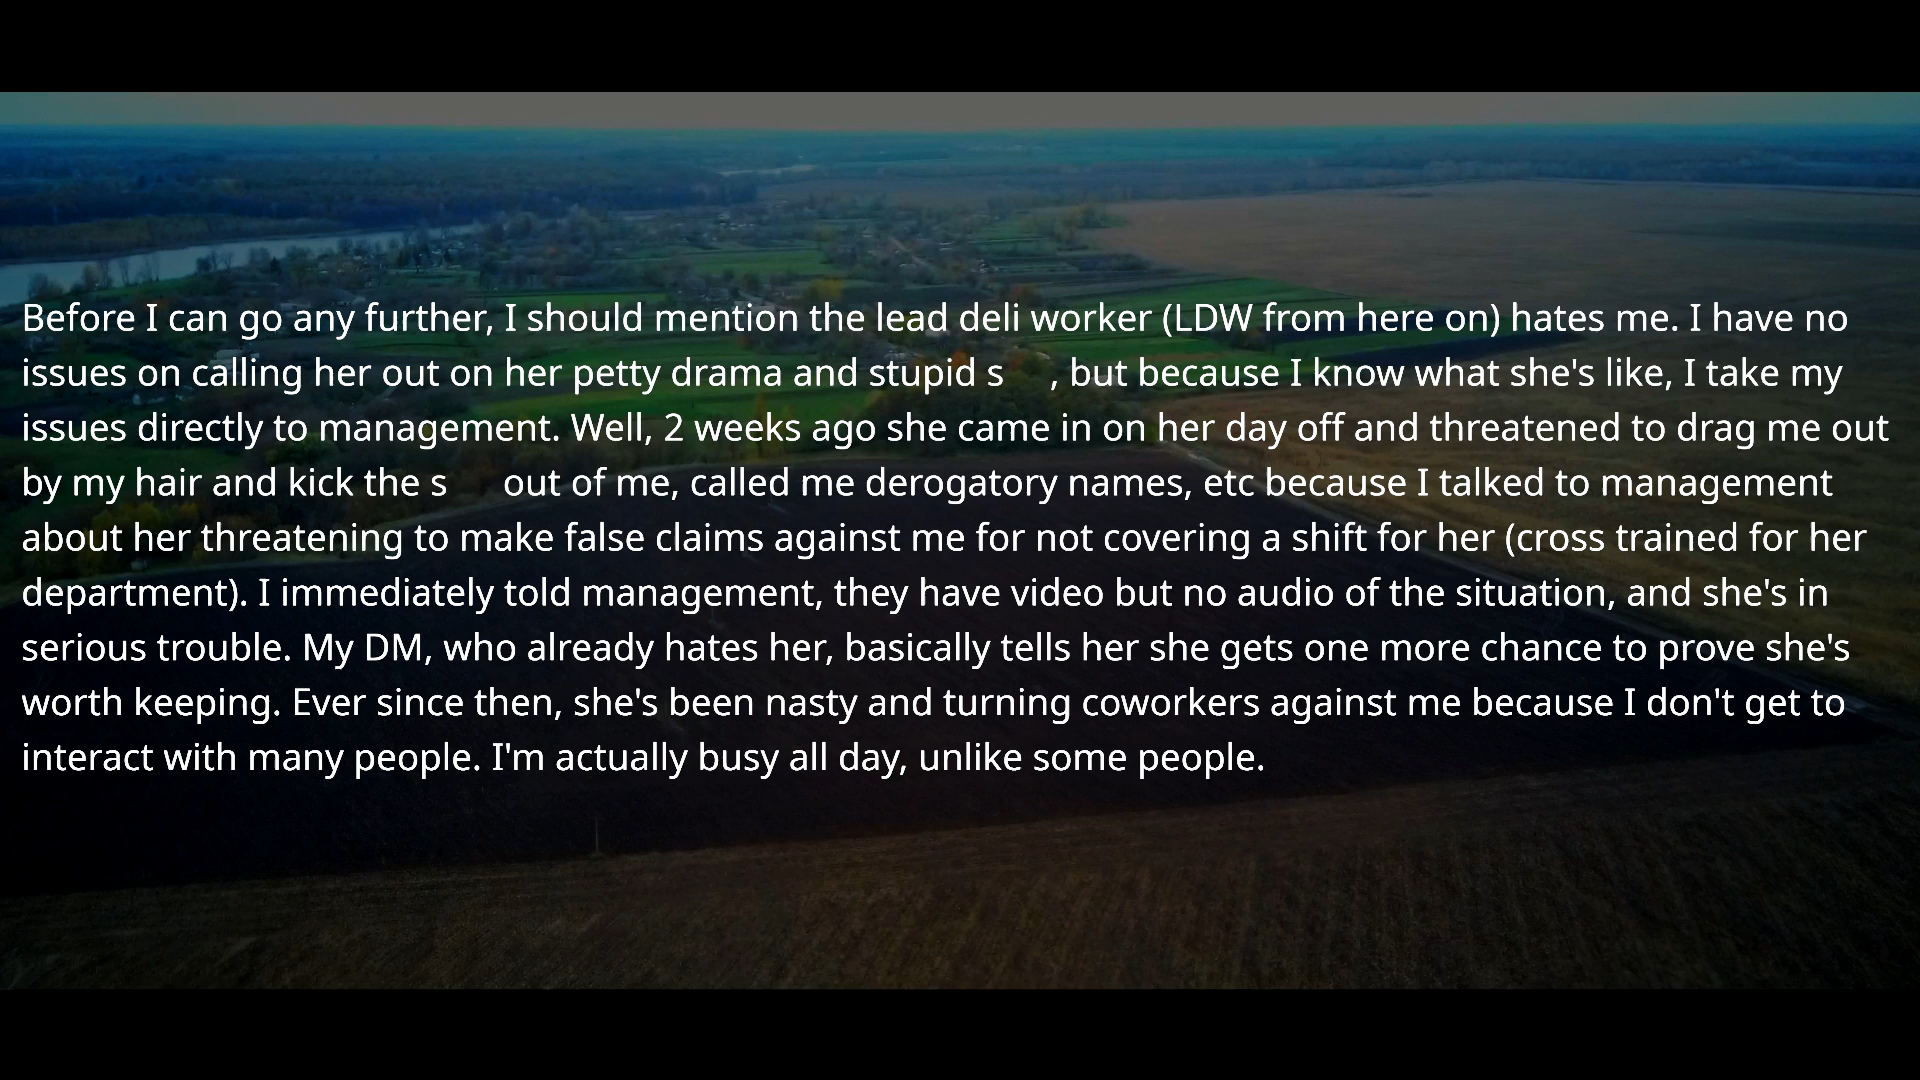 Before I can go any further, I should mention the lead deli worker (LDW from here on) hates me. I have no
issues on calling her out on her petty drama and stupid s , but because I know what she's like, I take my
issues directly to management. Well, 2 weeks ago she came in on her day off and threatened to drag me out
by my hair and kick the s out of me, called me derogatory names, etc because I talked to management
about her threatening to make false claims against me for not covering a shift for her (cross trained for her
department). I immediately told management, they have video but no audio of the situation, and she's in
serious trouble. My DM, who already hates her, basically tells her she gets one more chance to prove she's
worth keeping. Ever since then, she's been nasty and turning coworkers against me because I don't get to
interact with many people. I'm actually busy all day, unlike some people.